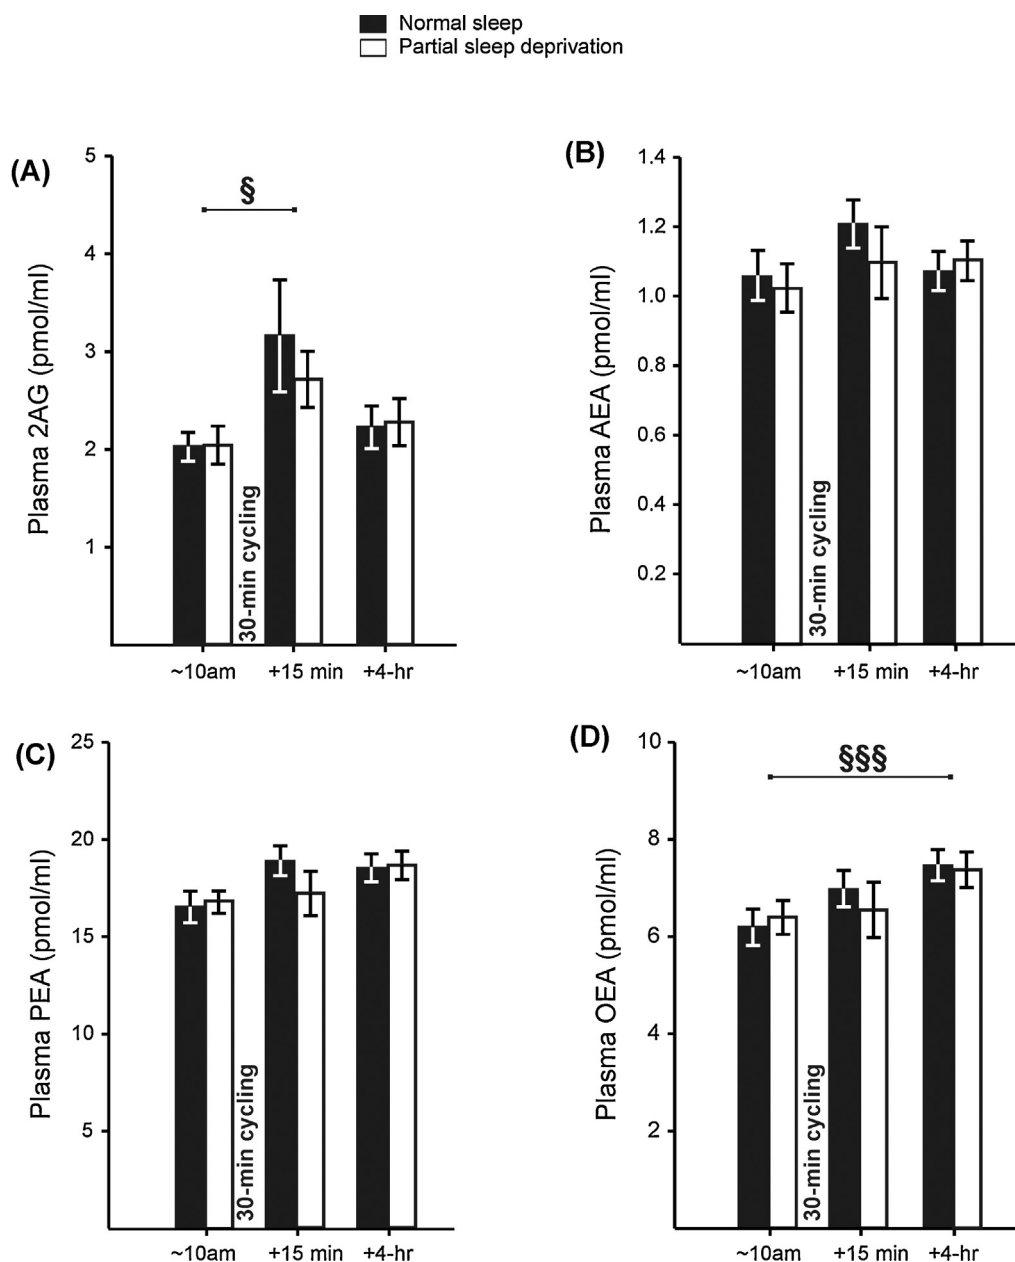 Normal sleep
Partial sleep deprivation
(A)
Plasma 2AG (pmol/ml)
5
4
3
2
1
§
30-min cycling
~10am
+15 min
+4-hr
(B)
Plasma AEA (pmol/ml)
1.4
1.2
1.0
0.8
0.6
0.4
0.2
30-min cycling
~10am
+15 min
+4-hr
(C)
Plasma PEA (pmol/ml)
25
20
15
10
5
30-min cycling
~10am
+15 min
+4-hr
(D)
Plasma OEA (pmol/ml)
10
8
6
4
2
§§§
30-min cycling
~10am
+15 min
+4-hr